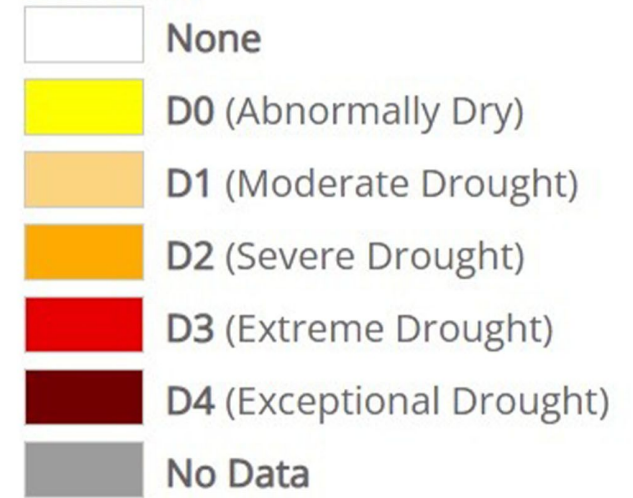 None
D0 (Abnormally Dry)
D1 (Moderate Drought)
D2 (Severe Drought)
D3 (Extreme Drought)
D4 (Exceptional Drought)
No Data